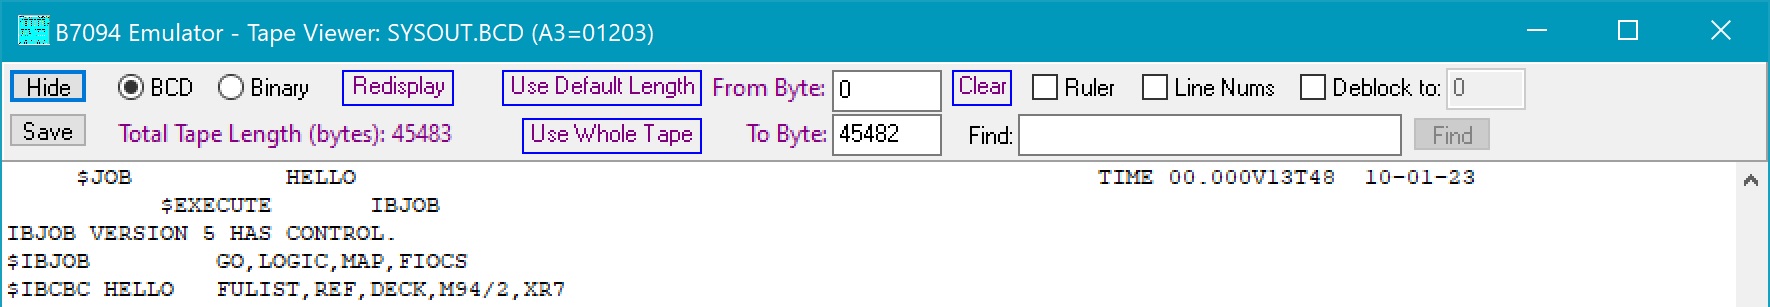 B7094 Emulator - Tape Viewer: SYSOUT.BCD (A3=01203)
Hide BCD Binary Redisplay Use Default Length From Byte: 0 Clear Ruler Line Nums Deblock to: 0
Save Total Tape Length (bytes): 45483 Use Whole Tape To Byte: 45482 Find: Find
$JOB HELLO TIME 00.000V13T48 10-01-23
$EXECUTE IBJOB
IBJOB VERSION 5 HAS CONTROL.
$IBJOB GO,LOGIC,MAP,FIOCS
$IBCBC HELLO FULIST,REF,DECK,M94/2,XR7